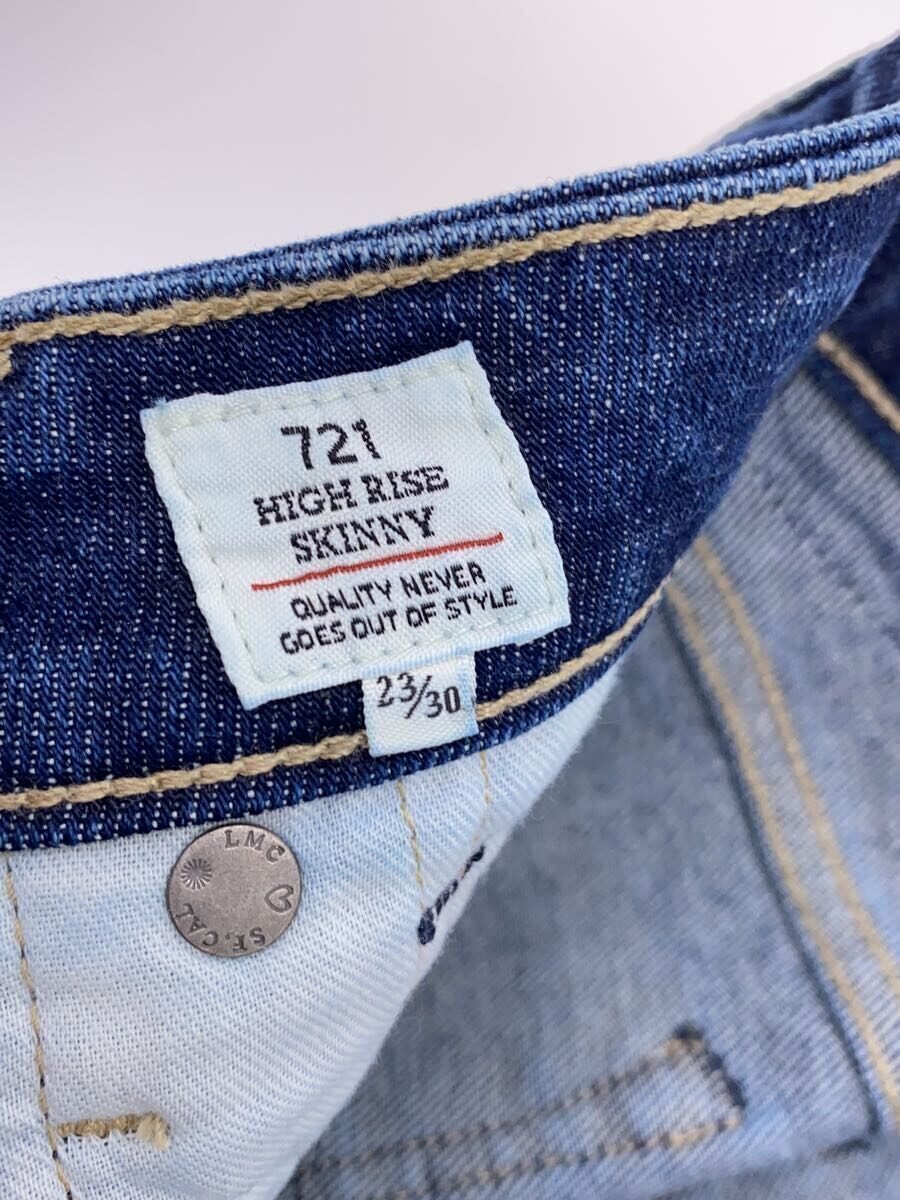 721
HIGH RISE
SKINNY
QUALITY NEVER
GOES OUT OF STYLE
23/30
LMC
SF, CAL